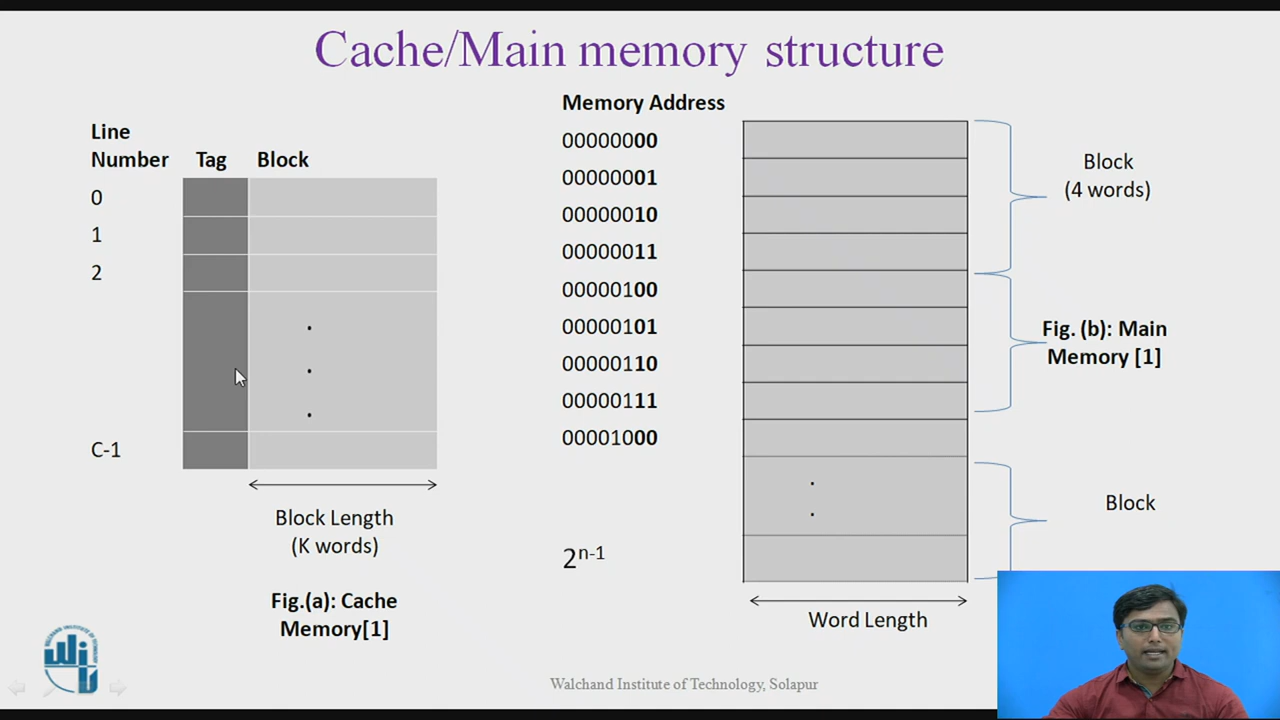 Cache/Main memory structure
Line
Number
Tag
Block
0
1
2
C-1
Block Length
(K words)
Fig.(a): Cache
Memory[1]
Memory Address
00000000
00000001
00000010
00000011
00000100
00000101
00000110
00000111
00001000
2n-1
Word Length
Block
(4 words)
Fig. (b): Main
Memory [1]
Block
Walchand Institute of Technology, Solapur